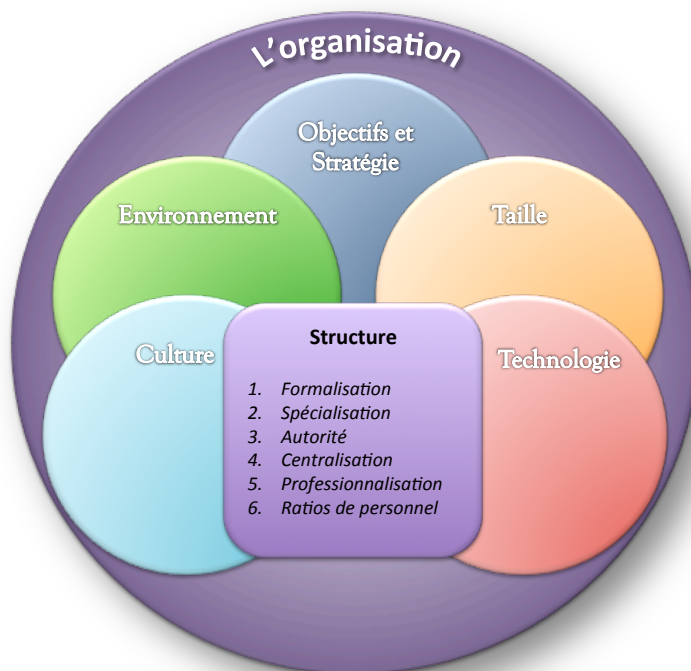 L'organisation
Objectifs et
Stratégie
Environnement
Taille
Culture
Technologie
Structure
1. Formalisation
2. Spécialisation
3. Autorité
4. Centralisation
5. Professionnalisation
6. Ratios de personnel